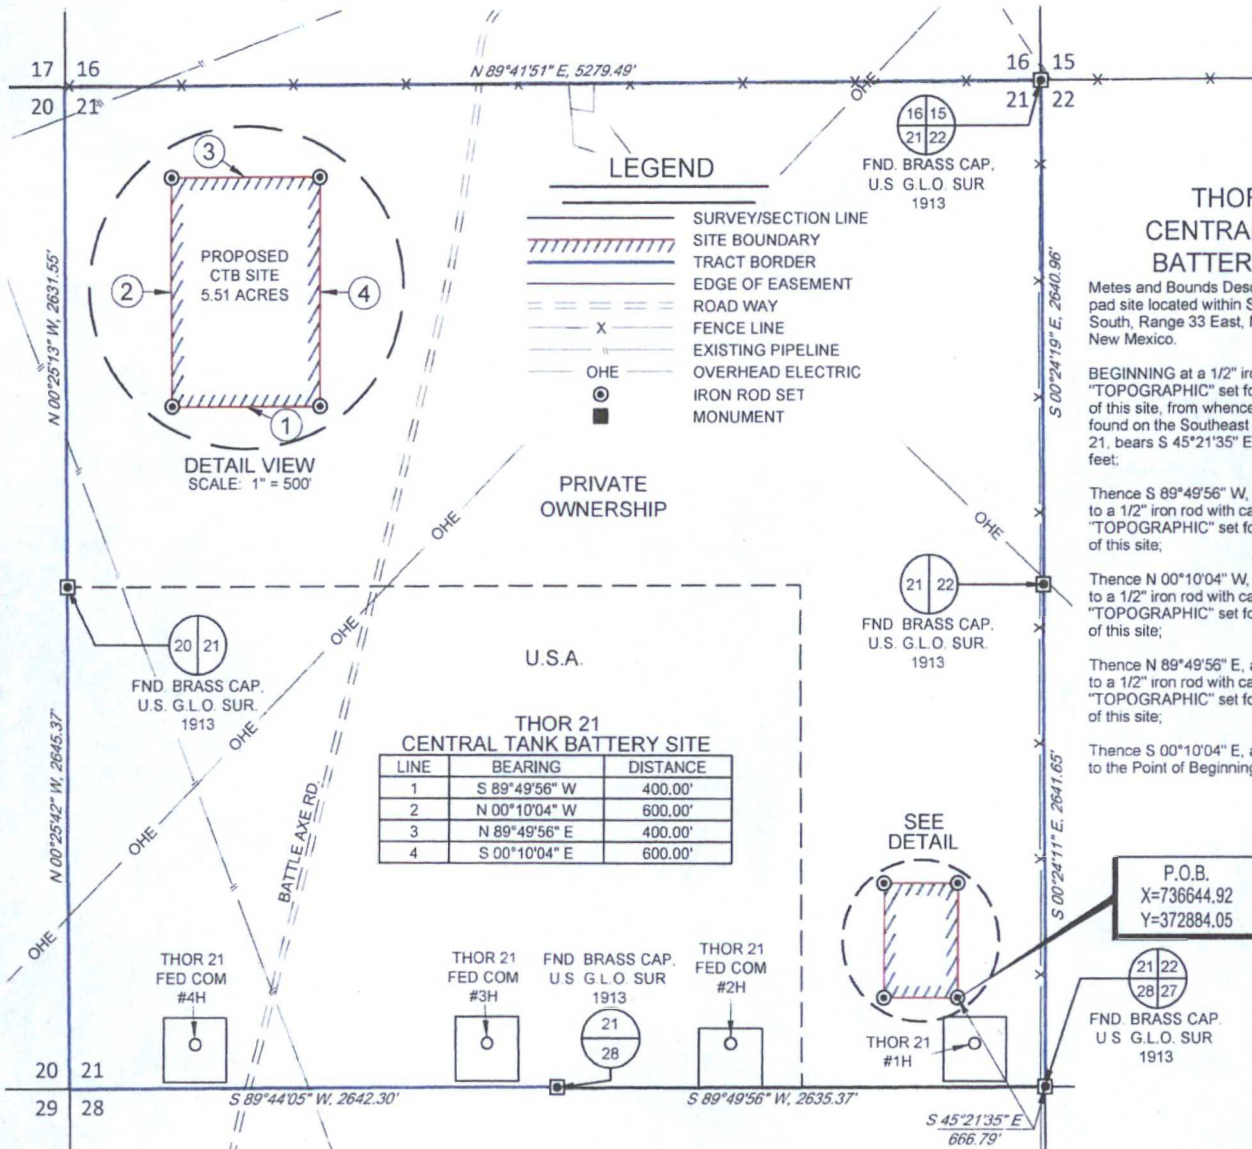 17 16
20 21
N 89°41'51" E, 5279.49'
16 15
21 22
OHE
16 15
21 22
FND. BRASS CAP.
U.S G.L.O. SUR
1913
3
2
4
1
PROPOSED
CTB SITE
5.51 ACRES
DETAIL VIEW
SCALE: 1" = 500'
N 00°25'13" W, 2631.55'
LEGEND
SURVEY/SECTION LINE
SITE BOUNDARY
TRACT BORDER
EDGE OF EASEMENT
ROAD WAY
X FENCE LINE
EXISTING PIPELINE
OHE OVERHEAD ELECTRIC
IRON ROD SET
MONUMENT
S 00°24'19" E, 2640.96'
THOR
CENTRA
BATTER
Metes and Bounds Desc
pad site located within S
South, Range 33 East,
New Mexico.
BEGINNING at a 1/2" iro
"TOPOGRAPHIC" set fo
of this site, from whence
found on the Southeast
21, bears S 45°21'35" E
feet;
Thence S 89°49'56" W,
to a 1/2" iron rod with ca
"TOPOGRAPHIC" set fo
of this site;
Thence N 00°10'04" W,
to a 1/2" iron rod with ca
"TOPOGRAPHIC" set fo
of this site;
Thence N 89°49'56" E, a
to a 1/2" iron rod with ca
"TOPOGRAPHIC" set fo
of this site;
Thence S 00°10'04" E, a
to the Point of Beginning
PRIVATE
OWNERSHIP
OHE
OHE
OHE
OHE
OHE
OHE
20 21
FND. BRASS CAP.
U.S. G.L.O. SUR.
1913
21 22
FND. BRASS CAP.
U.S. G.L.O. SUR.
1913
U.S.A.
N 00°25'42" W, 2645.37'
THOR 21
CENTRAL TANK BATTERY SITE
LINE BEARING DISTANCE
1 S 89°49'56" W 400.00'
2 N 00°10'04" W 600.00'
3 N 89°49'56" E 400.00'
4 S 00°10'04" E 600.00'
BATTLE AXE RD.
S 00°24'11" E, 2641.65'
SEE
DETAIL
P.O.B.
X=736644.92
Y=372884.05
THOR 21
FED COM
#4H
THOR 21
FED COM
#3H
FND BRASS CAP.
U.S G.L.O. SUR
1913
21
28
THOR 21
FED COM
#2H
THOR 21
#1H
21 22
28 27
FND. BRASS CAP.
U S G.L.O. SUR
1913
20 21
29 28
S 89°44'05" W, 2642.30'
S 89°49'56" W, 2635.37'
S 45°21'35" E
666.79'